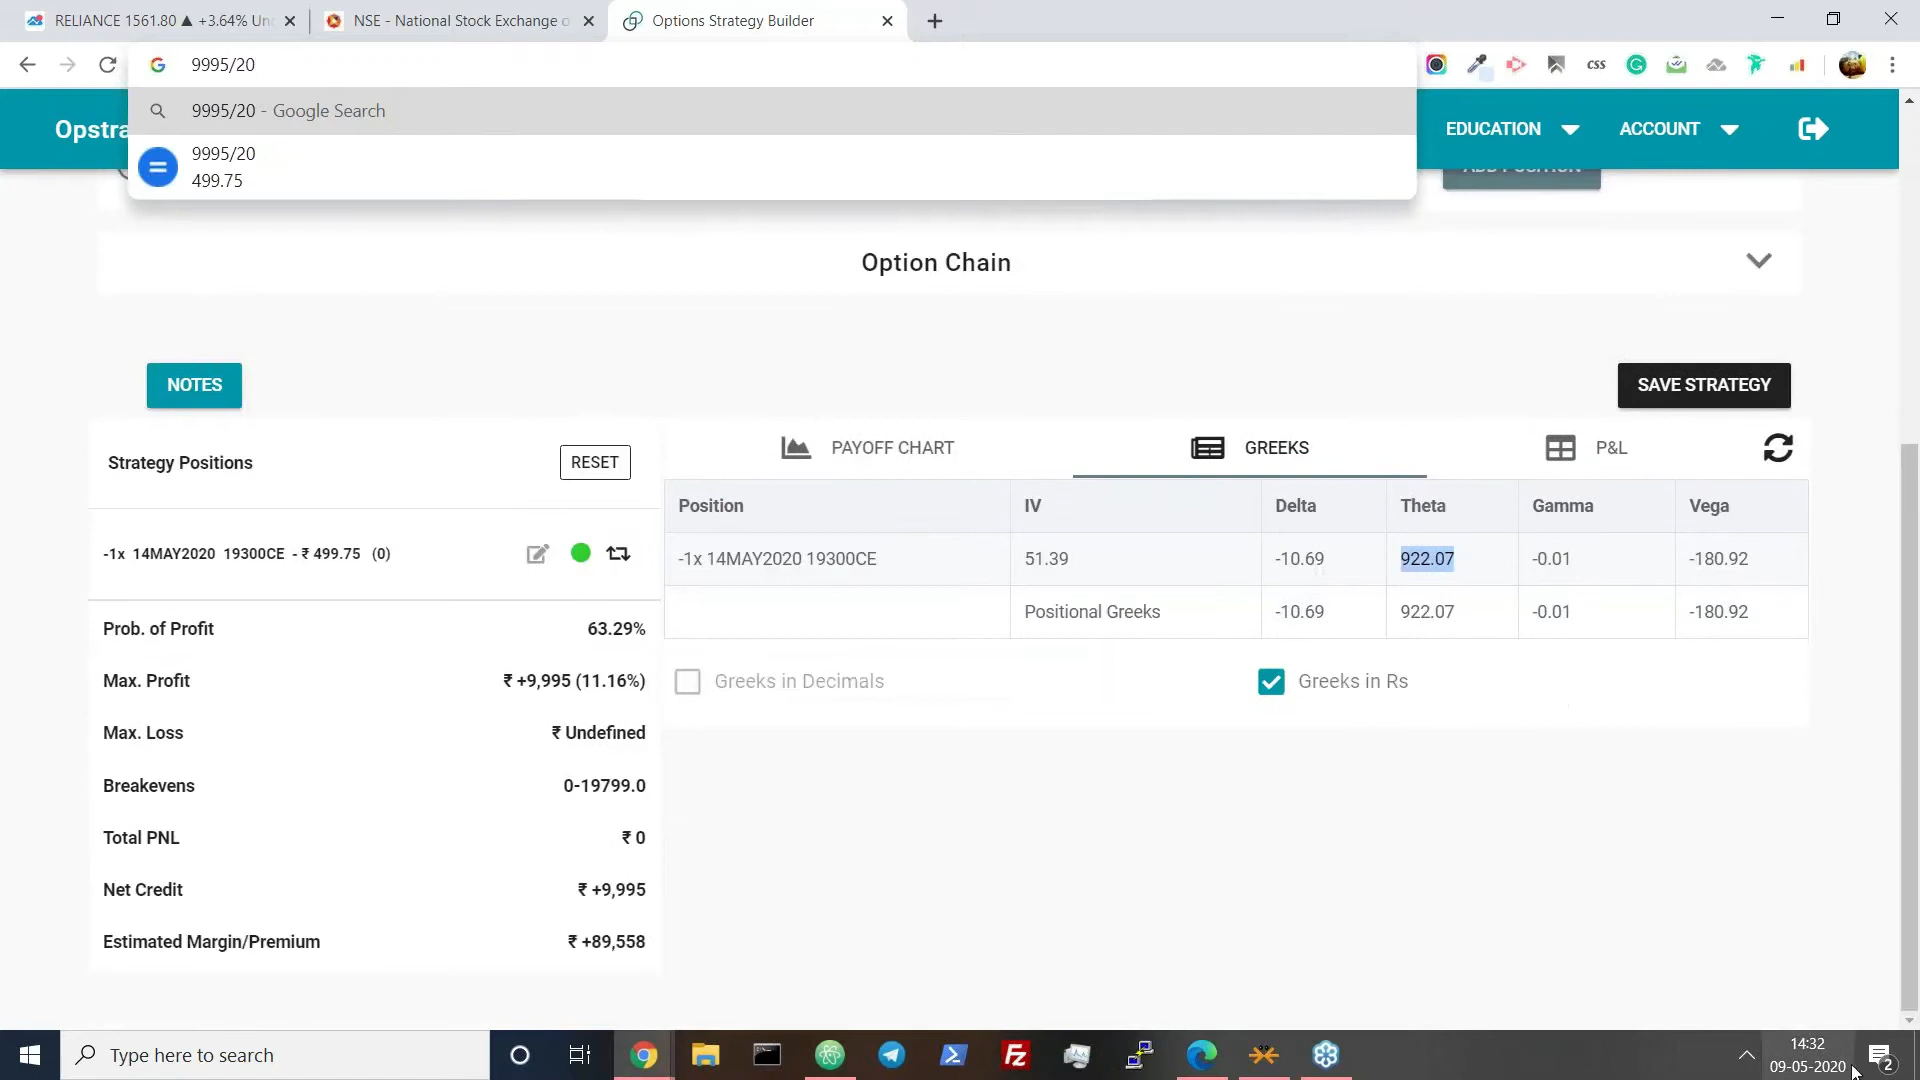 RELIANCE 1561.80 ▲ +3.64% Un
NSE - National Stock Exchange o
Options Strategy Builder
9995/20
9995/20 - Google Search
9995/20
499.75
css
Opstra
EDUCATION
ACCOUNT
ADD POSITION
Option Chain
NOTES
SAVE STRATEGY
Strategy Positions
RESET
PAYOFF CHART
GREEKS
P&L
Position IV Delta Theta Gamma Vega
-1x 14MAY2020 19300CE - ₹ 499.75 (0)
-1x 14MAY2020 19300CE 51.39 -10.69 922.07 -0.01 -180.92
Positional Greeks -10.69 922.07 -0.01 -180.92
Prob. of Profit 63.29%
Max. Profit ₹ +9,995 (11.16%)
Greeks in Decimals
Greeks in Rs
Max. Loss ₹ Undefined
Breakevens 0-19799.0
Total PNL ₹ 0
Net Credit ₹ +9,995
Estimated Margin/Premium ₹ +89,558
Type here to search
14:32
09-05-2020
2